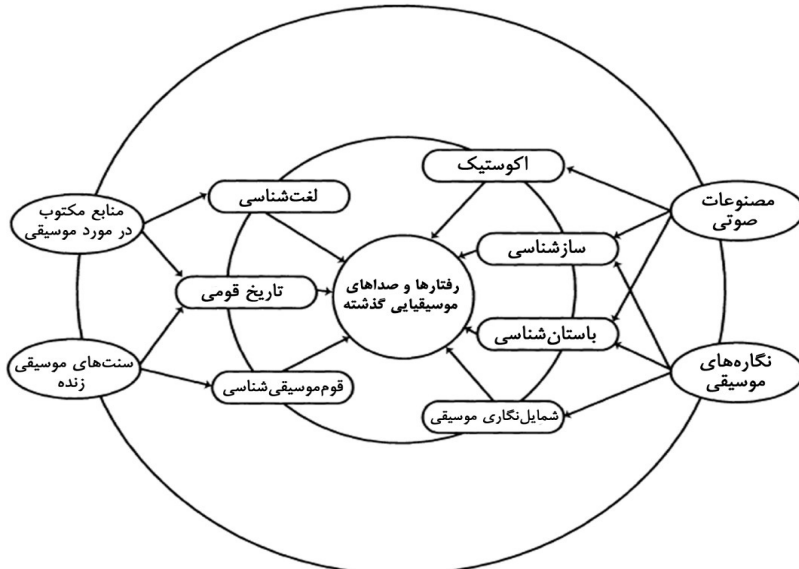 اکوستیک
مصنوعات
صوتی
لغت‌شناسی
منابع مکتوب
در مورد موسیقی
سازشناسی
رفتارها و صداهای
موسیقیایی گذشته
تاریخ قومی
باستان‌شناسی
سنت‌های موسیقی
زنده
نگاره‌های
موسیقی
قوم‌موسیقی‌شناسی
شمایل‌نگاری موسیقی